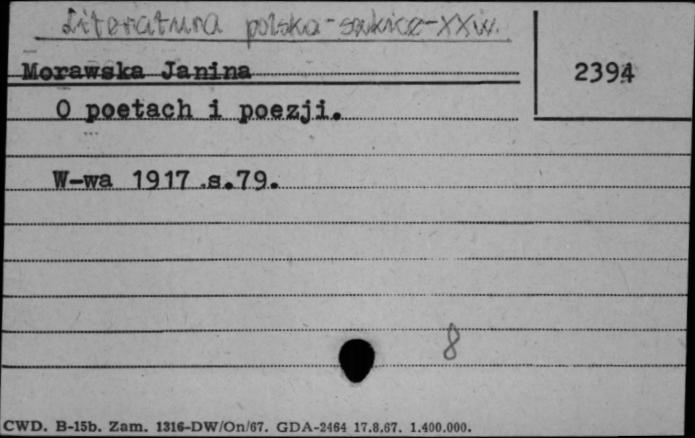 Literatura polska-szkice-XXw.
Morawska Janina
2394
O poetach i poezji.
W-wa 1917 .s.79.
8
CWD. B-15b. Zam. 1316-DW/On/67. GDA-2464 17.8.67. 1.400.000.